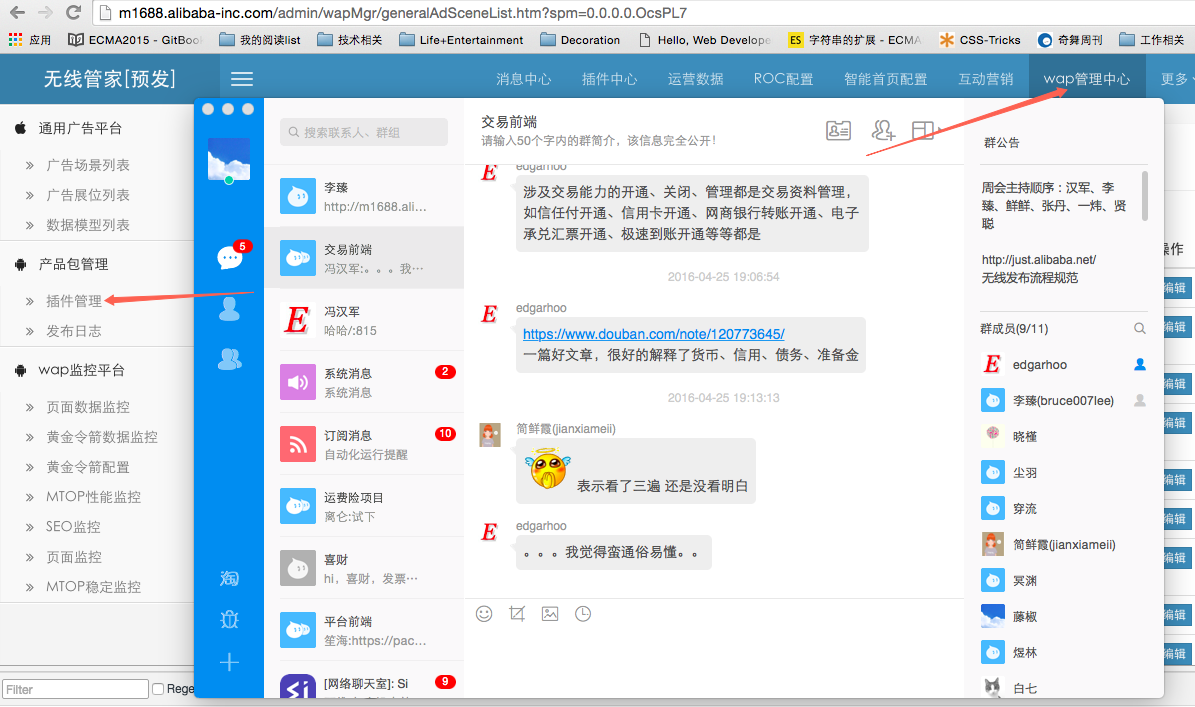 m1688.alibaba-inc.com/admin/wapMgr/generalAdSceneList.htm?spm=0.0.0.0.OcsPL7
应用
ECMA2015 - GitBook
我的阅读list
技术相关
Life+Entertainment
Decoration
Hello, Web Develope
ES 字符串的扩展 - ECMA
CSS-Tricks
奇舞周刊
工作相关
无线管家[预发]
消息中心
插件中心
运营数据
ROC配置
智能首页配置
互动营销
wap管理中心
更多
通用广告平台
广告场景列表
广告展位列表
数据模型列表
产品包管理
插件管理
发布日志
wap监控平台
页面数据监控
黄金令箭数据监控
黄金令箭配置
MTOP性能监控
SEO监控
页面监控
MTOP稳定监控
Filter
Rege
5
淘
搜索联系人、群组
李臻
http://m1688.ali...
交易前端
冯汉军:。。。我···
冯汉军
哈哈/:815
系统消息
2
系统消息
订阅消息
10
自动化运行提醒
运费险项目
离仑:试下
喜财
hi，喜财，发票···
平台前端
笙海:https://pac...
[网络聊天室]: Si
9
交易前端
请输入50个字内的群简介，该信息完全公开！
edgarhoo
涉及交易能力的开通、关闭、管理都是交易资料管理，
如信任付开通、信用卡开通、网商银行转账开通、电子
承兑汇票开通、极速到账开通等等都是
2016-04-25 19:06:54
edgarhoo
https://www.douban.com/note/120773645/
一篇好文章，很好的解释了货币、信用、债务、准备金
2016-04-25 19:13:13
简鲜霞(jianxiameii)
表示看了三遍 还是没看明白
edgarhoo
。。。我觉得蛮通俗易懂。。
群公告
周会主持顺序：汉军、李
臻、鲜鲜、张丹、一炜、贤
聪
http://just.alibaba.net/
无线发布流程规范
群成员(9/11)
edgarhoo
李臻(bruce007lee)
晓槿
尘羽
穿流
简鲜霞(jianxiameii)
冥渊
藤椒
煜林
白七
操作
编辑
编辑
编辑
编辑
编辑
编辑
编辑
编辑
编辑